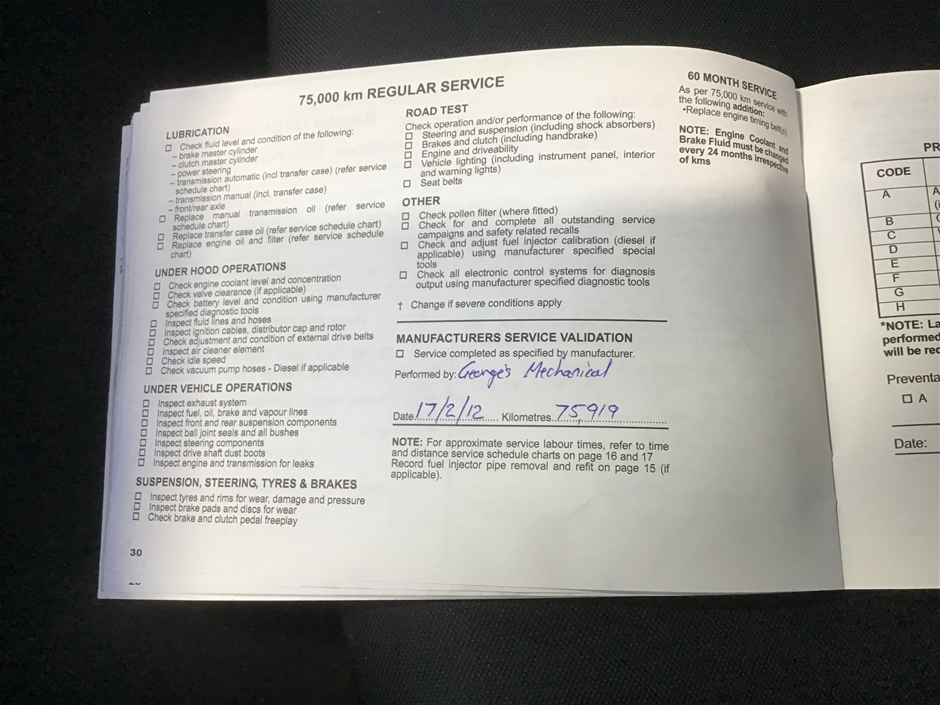 75,000 km REGULAR SERVICE
LUBRICATION
☐ Check fluid level and condition of the following:
– brake master cylinder
– clutch master cylinder
– power steering
– transmission automatic (incl transfer case) (refer service
schedule chart)
– transmission manual (incl. transfer case)
– front/rear axle
☐ Replace manual transmission oil (refer service
schedule chart)
☐ Replace transfer case oil (refer service schedule chart)
☐ Replace engine oil and filter (refer service schedule
chart)
UNDER HOOD OPERATIONS
☐ Check engine coolant level and concentration
☐ Check valve clearance (if applicable)
☐ Check battery level and condition using manufacturer
specified diagnostic tools
☐ Inspect fluid lines and hoses
☐ Inspect ignition cables, distributor cap and rotor
☐ Check adjustment and condition of external drive belts
☐ Inspect air cleaner element
☐ Check idle speed
☐ Check vacuum pump hoses - Diesel if applicable
UNDER VEHICLE OPERATIONS
☐ Inspect exhaust system
☐ Inspect fuel, oil, brake and vapour lines
☐ Inspect front and rear suspension components
☐ Inspect ball joint seals and all bushes
☐ Inspect steering components
☐ Inspect drive shaft dust boots
☐ Inspect engine and transmission for leaks
SUSPENSION, STEERING, TYRES & BRAKES
☐ Inspect tyres and rims for wear, damage and pressure
☐ Inspect brake pads and discs for wear
☐ Check brake and clutch pedal freeplay
30
ROAD TEST
Check operation and/or performance of the following:
☐ Steering and suspension (including shock absorbers)
☐ Brakes and clutch (including handbrake)
☐ Engine and driveability
☐ Vehicle lighting (including instrument panel, interior
and warning lights)
☐ Seat belts
OTHER
☐ Check pollen filter (where fitted)
☐ Check for and complete all outstanding service
campaigns and safety related recalls
☐ Check and adjust fuel injector calibration (diesel if
applicable) using manufacturer specified special
tools
☐ Check all electronic control systems for diagnosis
output using manufacturer specified diagnostic tools
† Change if severe conditions apply
MANUFACTURERS SERVICE VALIDATION
☐ Service completed as specified by manufacturer.
Performed by: George's Mechanical
Date 17/2/12 Kilometres 75919
NOTE: For approximate service labour times, refer to time
and distance service schedule charts on page 16 and 17
Record fuel injector pipe removal and refit on page 15 (if
applicable).
60 MONTH SERVICE
As per 75,000 km service with
the following addition:
•Replace engine timing belt(s)
NOTE: Engine Coolant and
Brake Fluid must be changed
every 24 months irrespective
of kms
PR
CODE
A
B
C
D
E
F
G
H
*NOTE: La
performed
will be rec
Preventa
☐ A
Date: